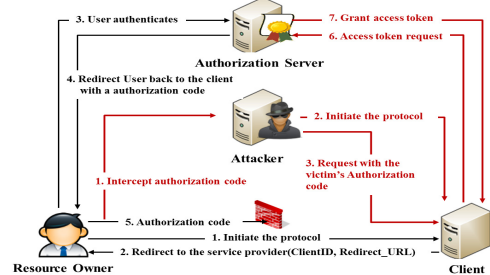 3. User authenticates
7. Grant access token
6. Access token request
Authorization Server
4. Redirect User back to the client
with a authorization code
2. Initiate the protocol
Attacker
3. Request with the
victim's Authorization
code
1. Intercept authorization code
5. Authorization code
1. Initiate the protocol
2. Redirect to the service provider(ClientID, Redirect_URL)
Resource Owner
Client